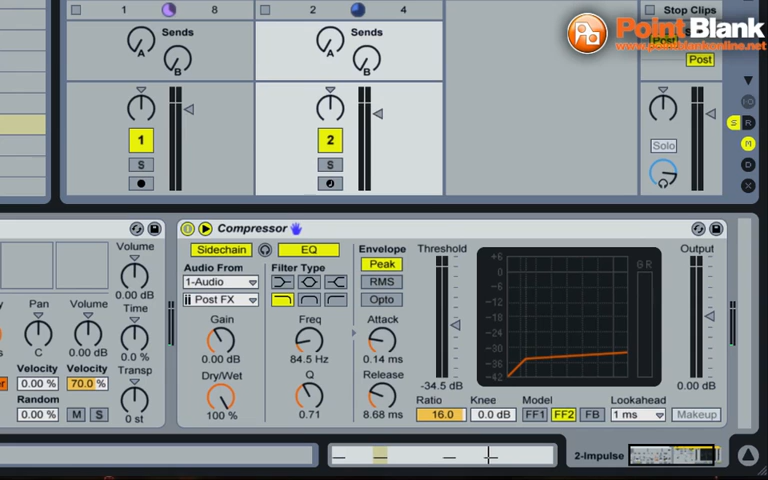 1 8 2 4 Stop Clips
Point Blank
www.pointblankonline.net
Sends Sends
Post
A B A B Post
1 2
S S Solo
I-O
S R
M
D
X
Compressor
Volume Sidechain EQ Envelope Threshold Output
Audio From Filter Type Peak
1-Audio RMS
Post FX Opto
0.00 dB
Pan Volume Time Gain Freq Attack
+6
0
-6
-12
-18
-24
-30
-36
-42
GR
C 0.00 dB 0.0 % 0.00 dB 84.5 Hz 0.14 ms
Velocity Velocity Transp Dry/Wet Q Release
0.00 % 70.0 %
-34.5 dB 0.00 dB
Random Ratio Knee Model Lookahead
0.00 % M S 0 st 100 % 0.71 8.68 ms 16.0 0.0 dB FF1 FF2 FB 1 ms Makeup
2-Impulse